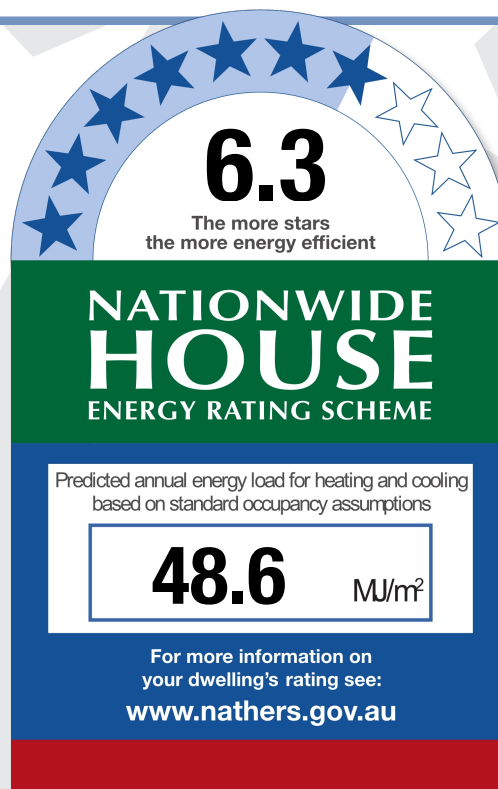 6.3
The more stars
the more energy efficient
NATIONWIDE
HOUSE
ENERGY RATING SCHEME
Predicted annual energy load for heating and cooling
based on standard occupancy assumptions
48.6 MJ/m²
For more information on
your dwelling's rating see:
www.nathers.gov.au